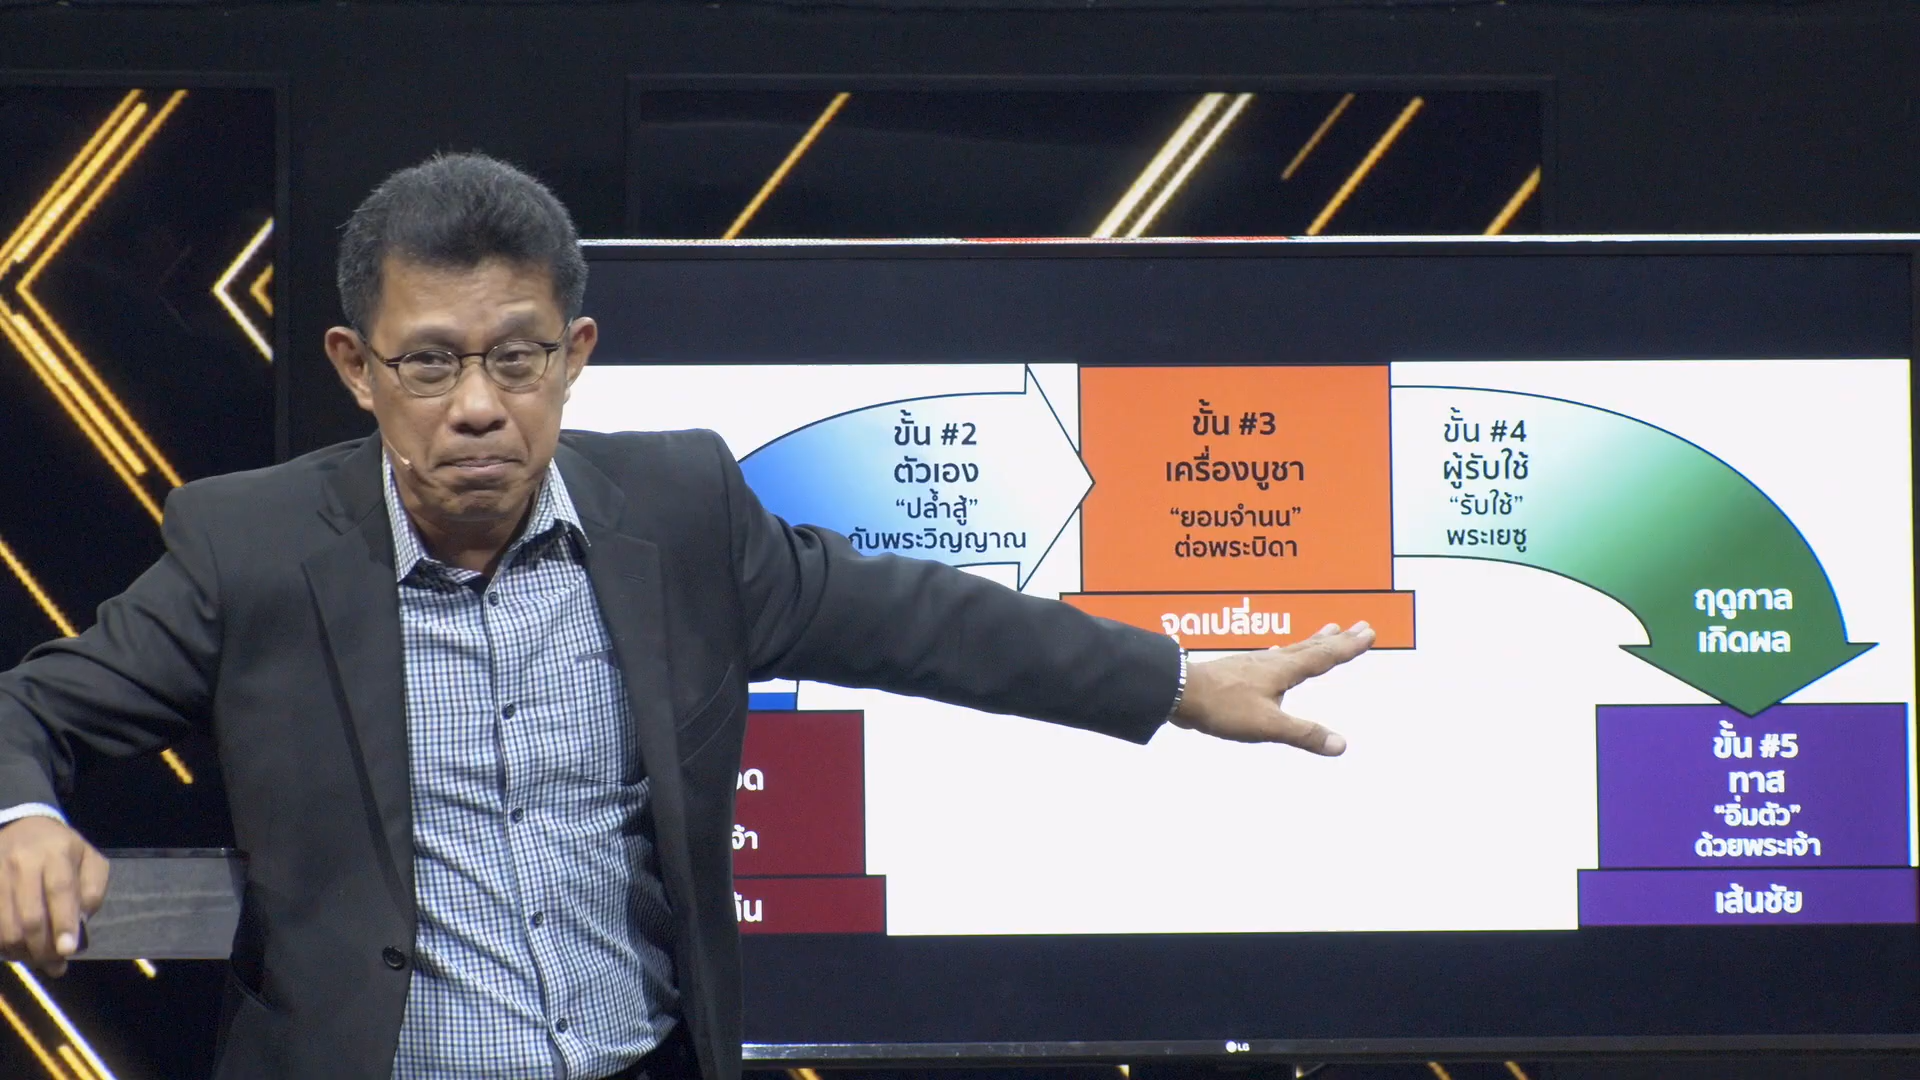 ขั้น #2
ตัวเอง
“ปล้ำสู้”
กับพระวิญญาณ
ขั้น #3
เครื่องบูชา
“ยอมจำนน”
ต่อพระบิดา
จุดเปลี่ยน
ขั้น #4
ผู้รับใช้
“รับใช้”
พระเยซู
ฤดูกาล
เกิดผล
ขั้น #5
ทาส
“อิ่มตัว”
ด้วยพระเจ้า
เส้นชัย
LG